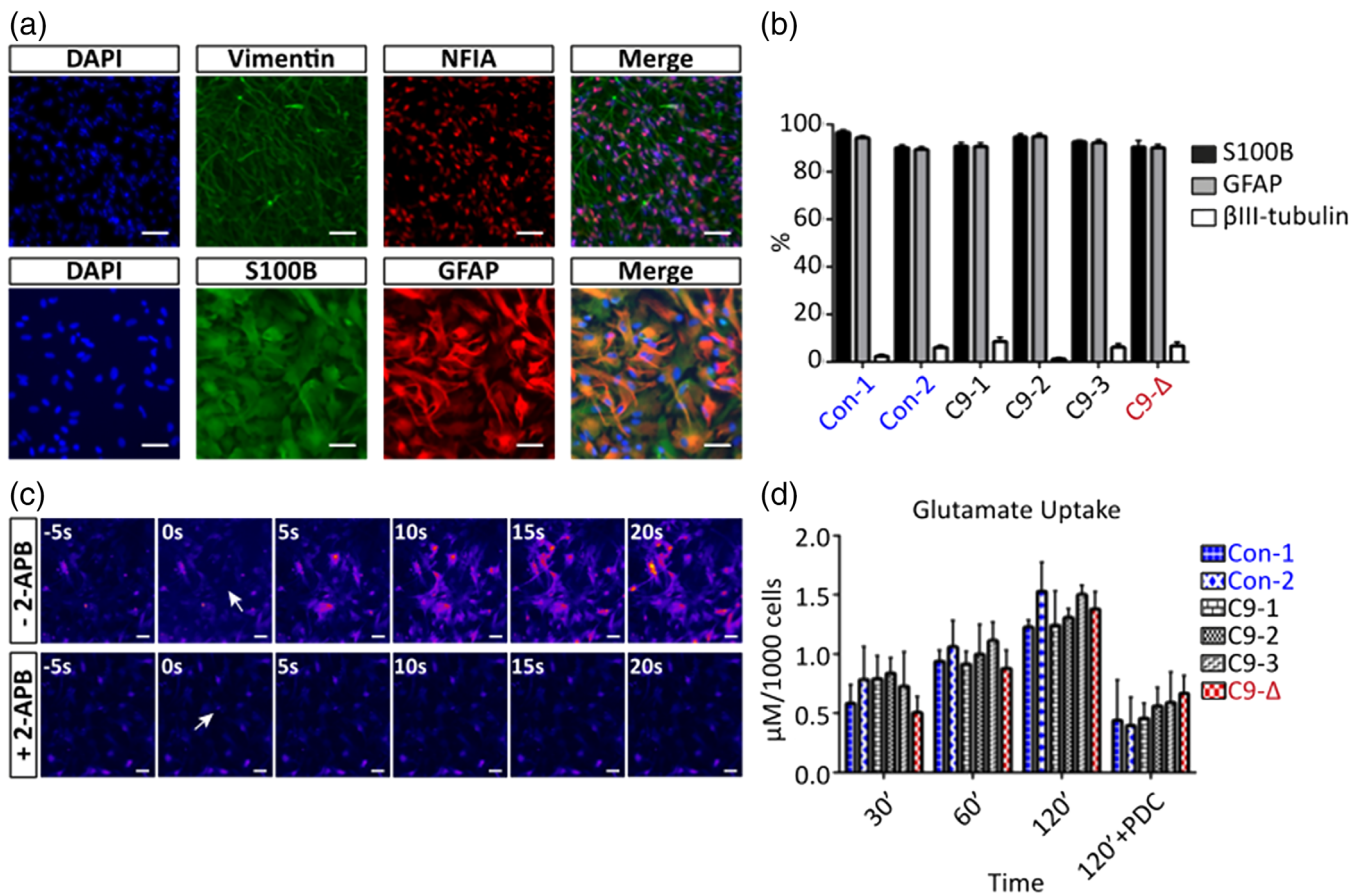 (a)
DAPI Vimentin NFIA Merge
DAPI S100B GFAP Merge
(b)
100
80
60
40
20
0
%
Con-1 Con-2 C9-1 C9-2 C9-3 C9-Δ
S100B
GFAP
βIII-tubulin
(c)
- 2-APB
-5s 0s 5s 10s 15s 20s
+ 2-APB
-5s 0s 5s 10s 15s 20s
(d)
Glutamate Uptake
2.0
1.5
1.0
0.5
0.0
µM/1000 cells
30′ 60′ 120′ 120′+PDC
Time
Con-1
Con-2
C9-1
C9-2
C9-3
C9-Δ